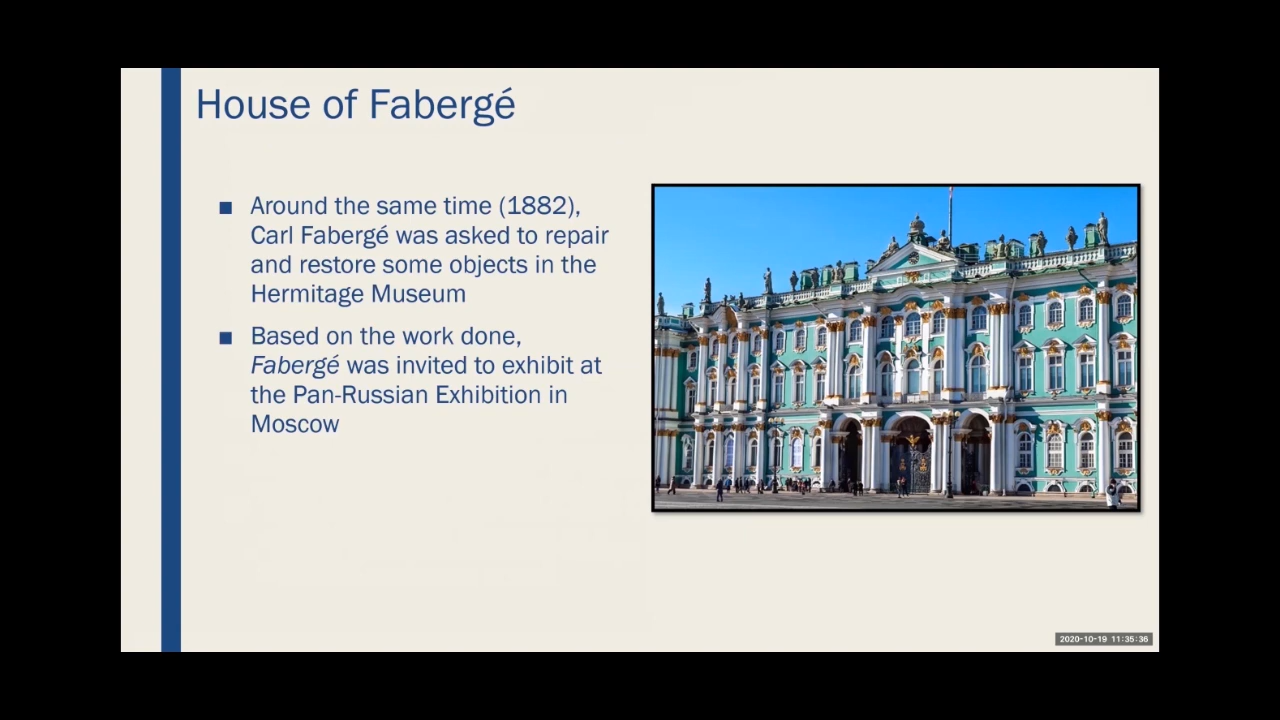 House of Fabergé
■ Around the same time (1882),
Carl Fabergé was asked to repair
and restore some objects in the
Hermitage Museum
■ Based on the work done,
Fabergé was invited to exhibit at
the Pan-Russian Exhibition in
Moscow
2020-10-19 11:35:36